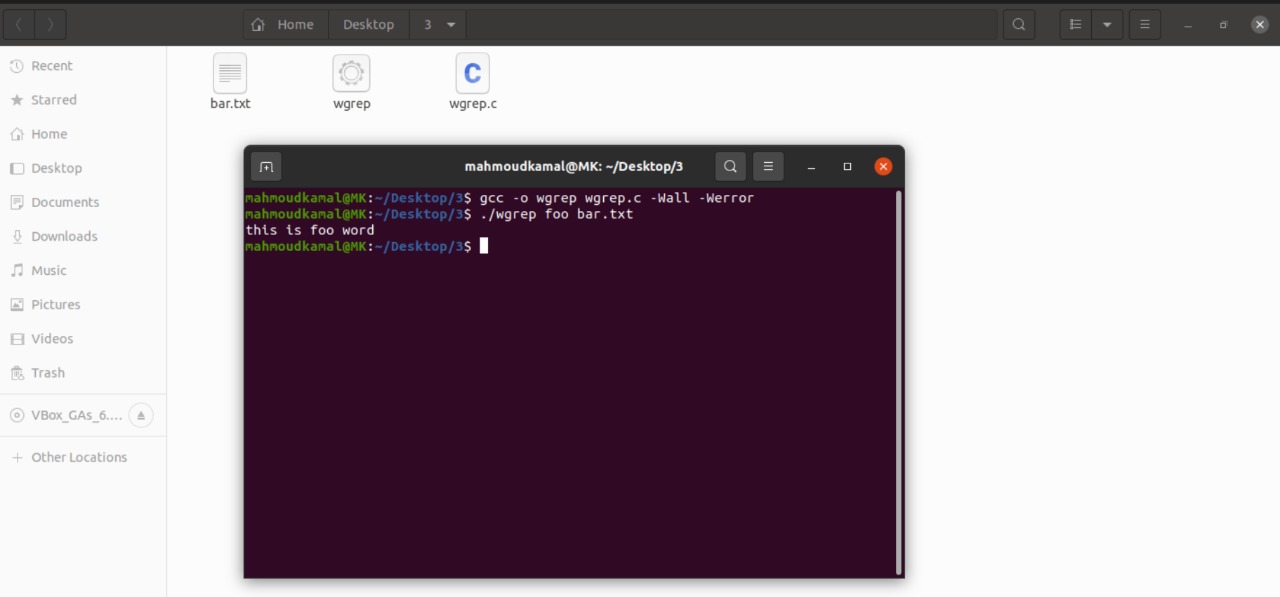 Home Desktop 3
Recent
Starred
Home
Desktop
Documents
Downloads
Music
Pictures
Videos
Trash
VBox_GAs_6....
Other Locations
bar.txt wgrep wgrep.c
C
mahmoudkamal@MK: ~/Desktop/3
mahmoudkamal@MK:~/Desktop/3$ gcc -o wgrep wgrep.c -Wall -Werror
mahmoudkamal@MK:~/Desktop/3$ ./wgrep foo bar.txt
this is foo word
mahmoudkamal@MK:~/Desktop/3$